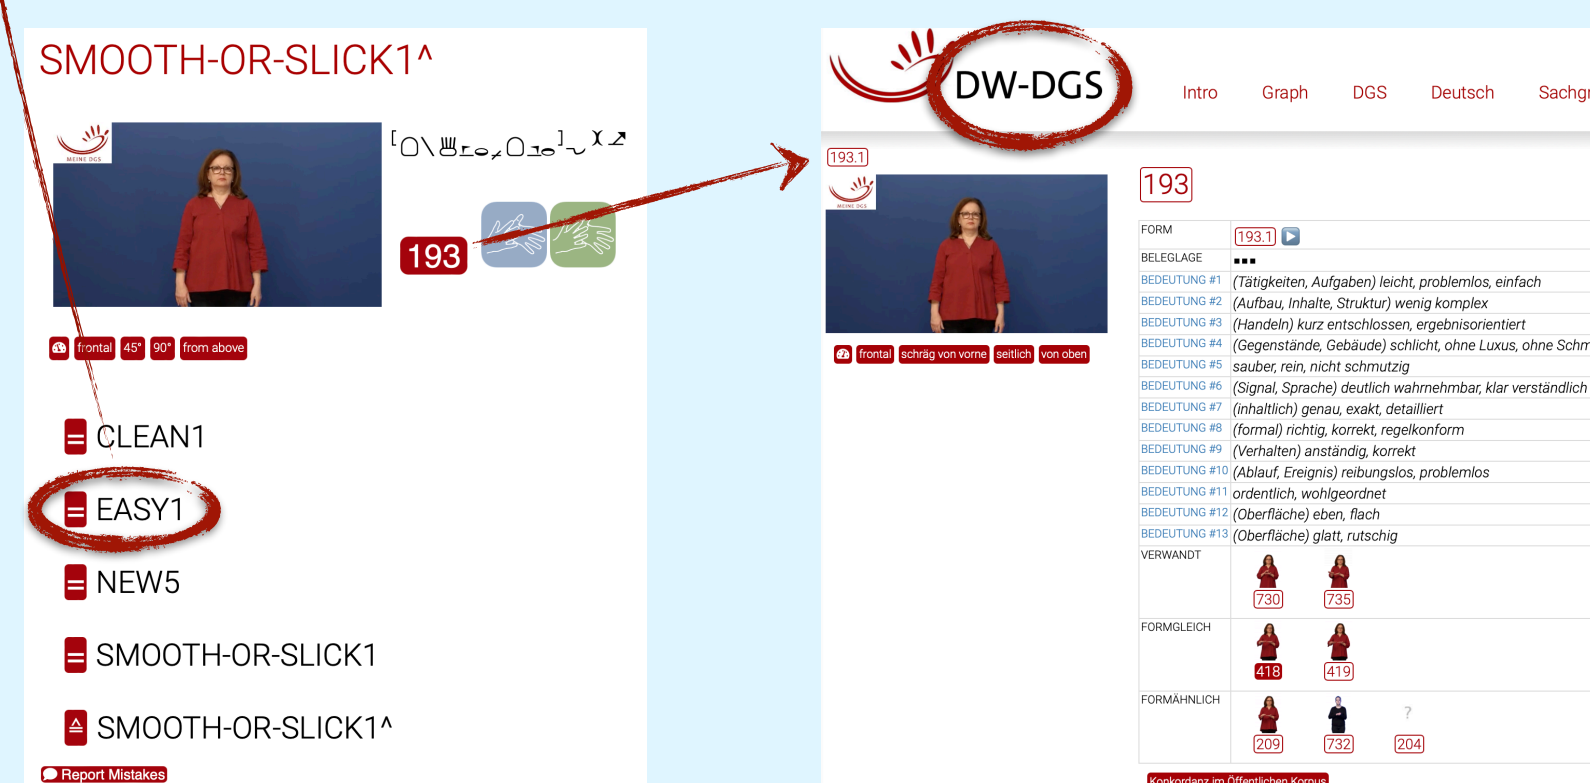 SMOOTH-OR-SLICK1^
MEINE DGS
193
frontal 45° 90° from above
= CLEAN1
= EASY1
= NEW5
= SMOOTH-OR-SLICK1
≙ SMOOTH-OR-SLICK1^
Report Mistakes
DW-DGS
Intro Graph DGS Deutsch Sachgr
193.1
MEINE DGS
frontal schräg von vorne seitlich von oben
193
FORM 193.1
BELEGLAGE ■■■
BEDEUTUNG #1 (Tätigkeiten, Aufgaben) leicht, problemlos, einfach
BEDEUTUNG #2 (Aufbau, Inhalte, Struktur) wenig komplex
BEDEUTUNG #3 (Handeln) kurz entschlossen, ergebnisorientiert
BEDEUTUNG #4 (Gegenstände, Gebäude) schlicht, ohne Luxus, ohne Schm
BEDEUTUNG #5 sauber, rein, nicht schmutzig
BEDEUTUNG #6 (Signal, Sprache) deutlich wahrnehmbar, klar verständlich
BEDEUTUNG #7 (inhaltlich) genau, exakt, detailliert
BEDEUTUNG #8 (formal) richtig, korrekt, regelkonform
BEDEUTUNG #9 (Verhalten) anständig, korrekt
BEDEUTUNG #10 (Ablauf, Ereignis) reibungslos, problemlos
BEDEUTUNG #11 ordentlich, wohlgeordnet
BEDEUTUNG #12 (Oberfläche) eben, flach
BEDEUTUNG #13 (Oberfläche) glatt, rutschig
VERWANDT
730 735
FORMGLEICH
418 419
FORMÄHNLICH
?
209 732 204
Konkordanz im Öffentlichen Korpus